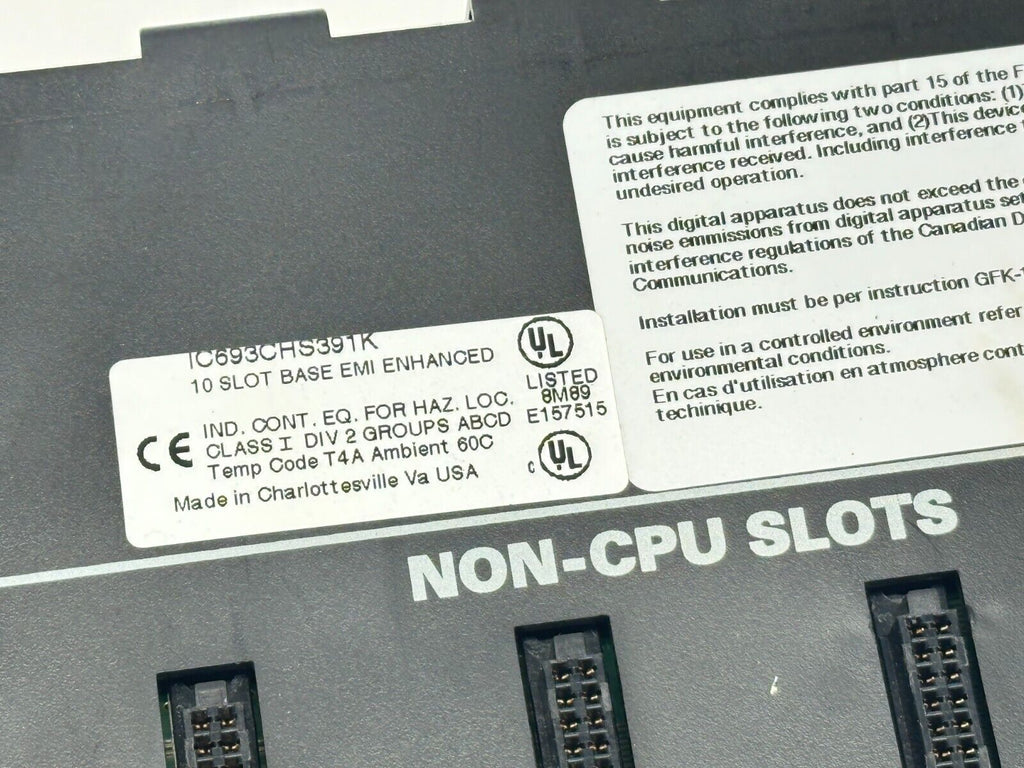 IC693CHS391K
10 SLOT BASE EMI ENHANCED
UL
LISTED
8M89
E157515
CE
IND. CONT. EQ. FOR HAZ. LOC.
CLASS I DIV 2 GROUPS ABCD
Temp Code T4A Ambient 60C
c UL
Made in Charlottesville Va USA
This equipment complies with part 15 of the F
is subject to the following two conditions: (1)
cause harmful interference, and (2)This device
interference received. Including interference
undesired operation.
This digital apparatus does not exceed the
noise emmissions from digital apparatus set
interference regulations of the Canadian D
Communications.
Installation must be per instruction GFK-
For use in a controlled environment refer
environmental conditions.
En cas d'utilisation en atmosphere cont
techinique.
NON-CPU SLOTS